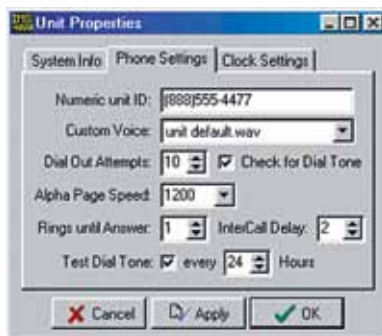 Unit Properties
System Info Phone Settings Clock Settings
Numeric unit ID: (888)555-4477
Custom Voice: unit default.wav
Dial Out Attempts: 10 Check for Dial Tone
Alpha Page Speed: 1200
Rings until Answer: 1 InterCall Delay: 2
Test Dial Tone: every 24 Hours
Cancel Apply OK